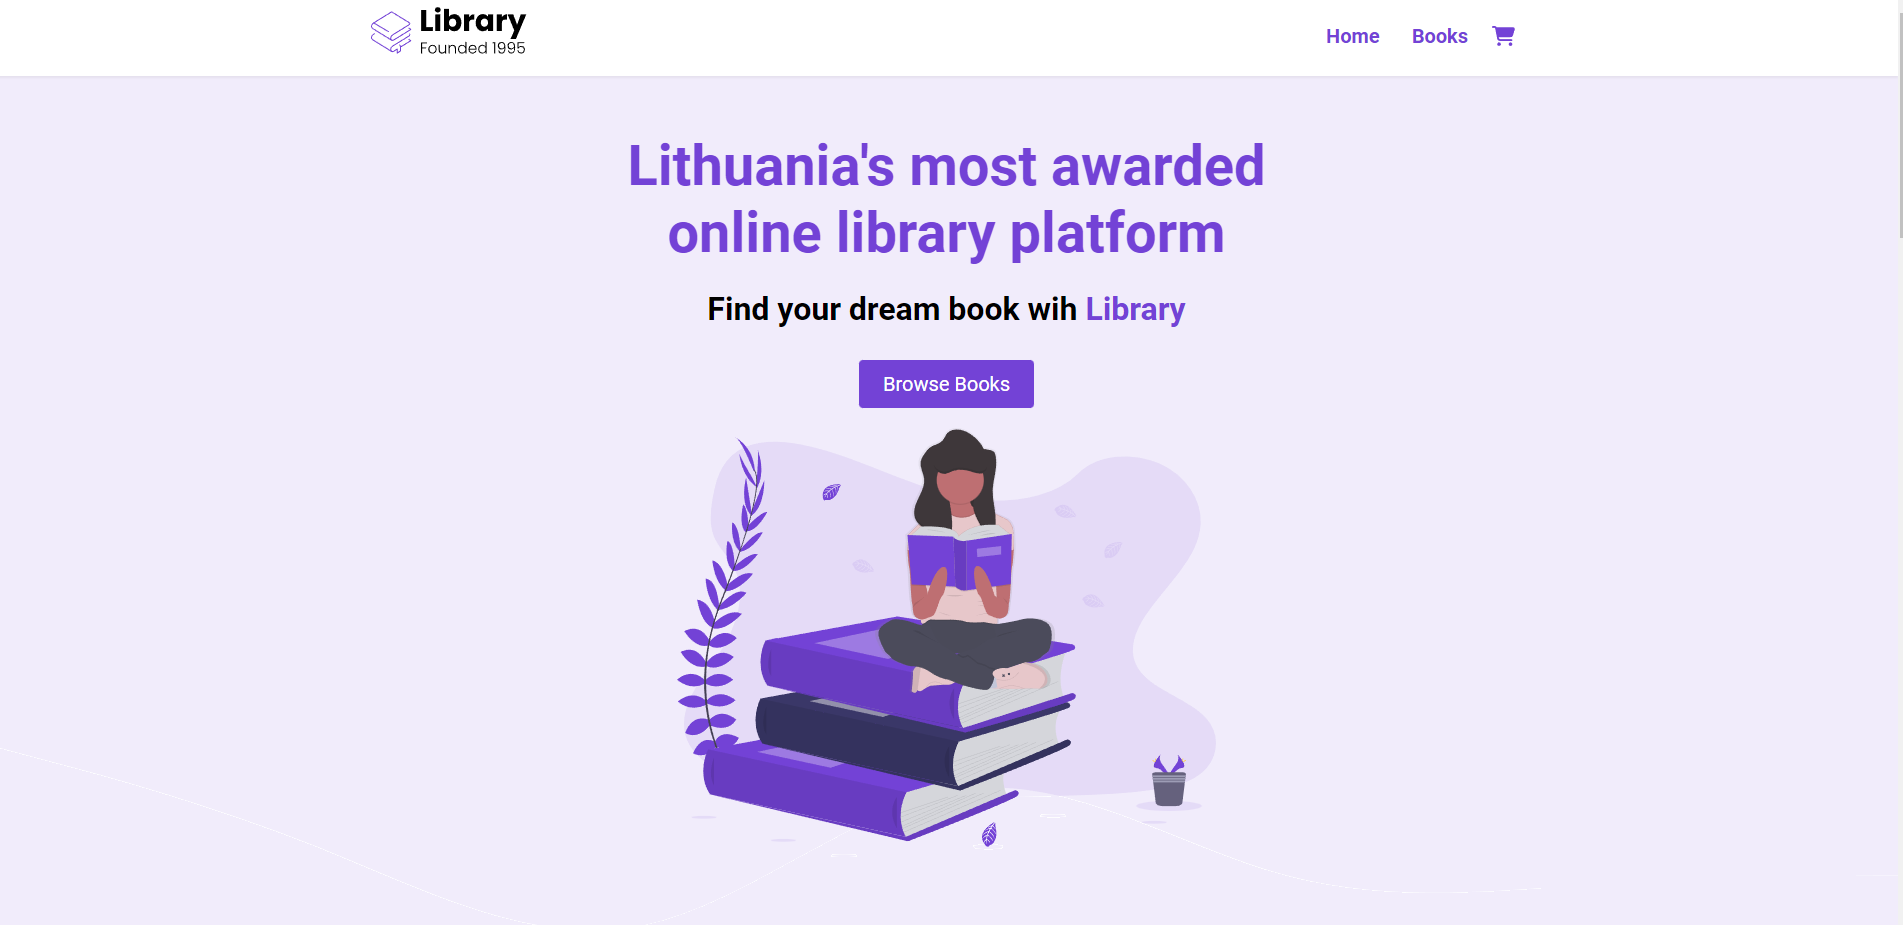 Library
Founded 1995
Home Books
Lithuania's most awarded
online library platform
Find your dream book wih Library
Browse Books